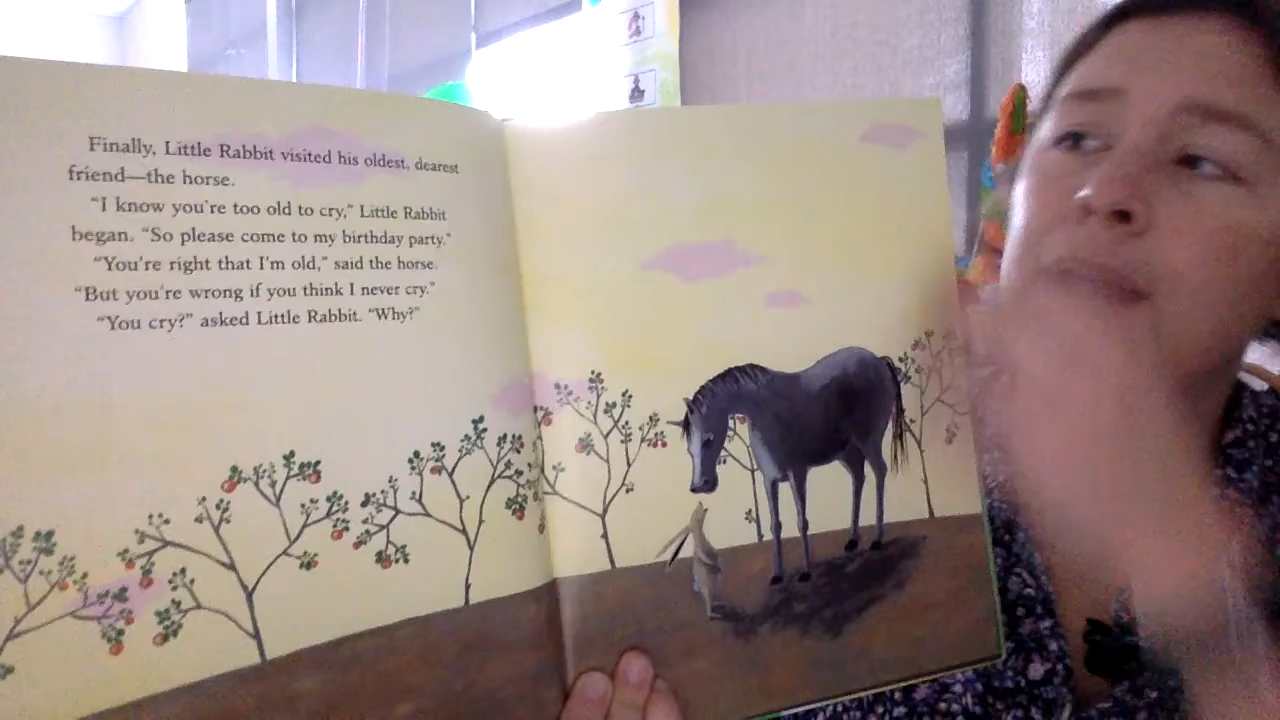 Finally, Little Rabbit visited his oldest, dearest
friend—the horse.
"I know you're too old to cry," Little Rabbit
began. "So please come to my birthday party."
"You're right that I'm old," said the horse.
"But you're wrong if you think I never cry."
"You cry?" asked Little Rabbit. "Why?"